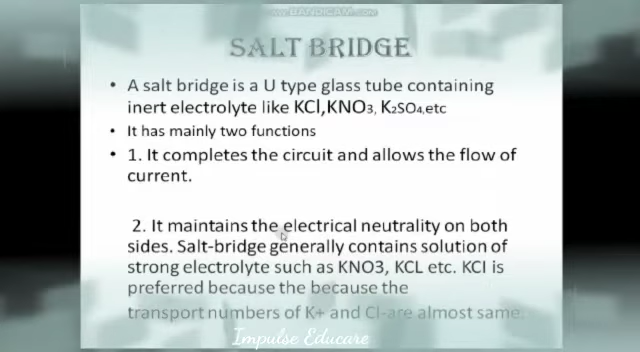 WWW.BANDICAM.COM
SALT BRIDGE
• A salt bridge is a U type glass tube containing
inert electrolyte like KCl,KNO3, K2SO4,etc
• It has mainly two functions
• 1. It completes the circuit and allows the flow of
current.
2. It maintains the electrical neutrality on both
sides. Salt-bridge generally contains solution of
strong electrolyte such as KNO3, KCL etc. KCl is
preferred because the because the
transport numbers of K+ and Cl-are almost same.
Impulse Educare